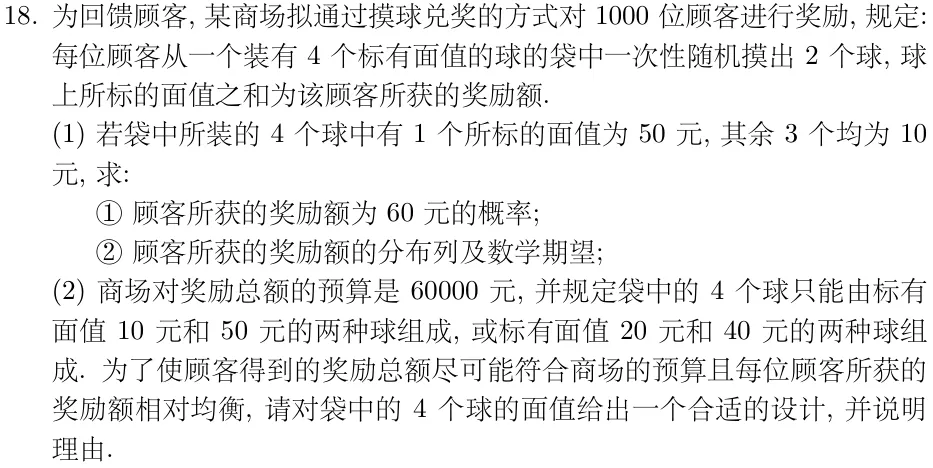 18. 为回馈顾客, 某商场拟通过摸球兑奖的方式对 1000 位顾客进行奖励, 规定:
每位顾客从一个装有 4 个标有面值的球的袋中一次性随机摸出 2 个球, 球
上所标的面值之和为该顾客所获的奖励额.
(1) 若袋中所装的 4 个球中有 1 个所标的面值为 50 元, 其余 3 个均为 10
元, 求:
① 顾客所获的奖励额为 60 元的概率;
② 顾客所获的奖励额的分布列及数学期望;
(2) 商场对奖励总额的预算是 60000 元, 并规定袋中的 4 个球只能由标有
面值 10 元和 50 元的两种球组成, 或标有面值 20 元和 40 元的两种球组
成. 为了使顾客得到的奖励总额尽可能符合商场的预算且每位顾客所获的
奖励额相对均衡, 请对袋中的 4 个球的面值给出一个合适的设计, 并说明
理由.